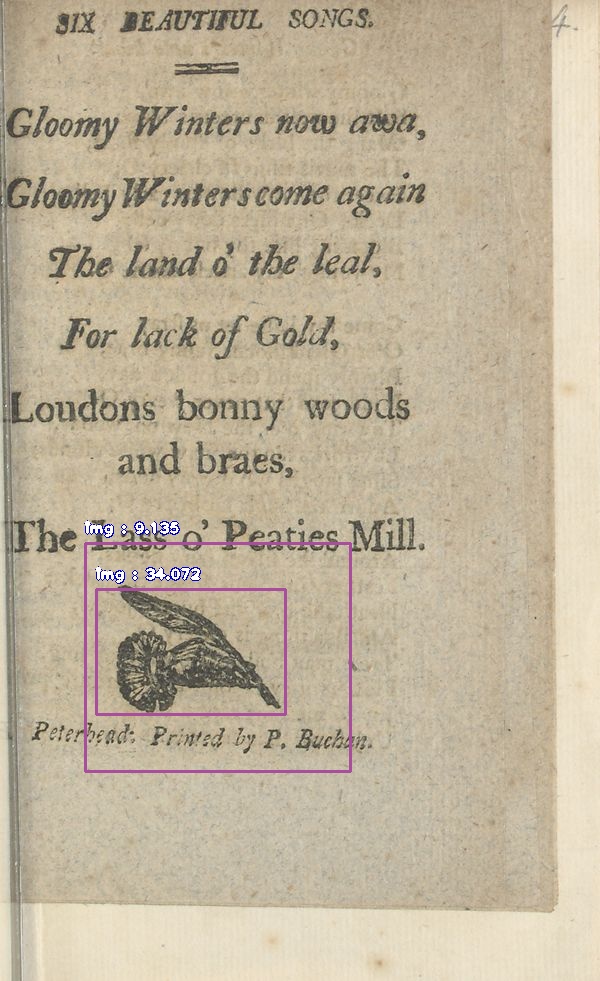 4.
SIX BEAUTIFUL SONGS.
Gloomy Winters now awa,
Gloomy Winters come again
The land o' the leal,
For lack of Gold,
Loudons bonny woods
and braes,
img : 9.135
The Lass o' Peaties Mill.
img : 34.072
Peterhead: Printed by P. Buchan.